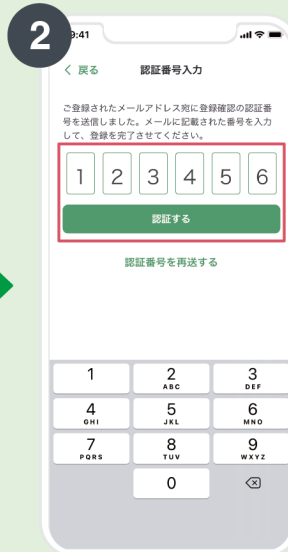 2
9:41
戻る
認証番号入力
ご登録されたメールアドレス宛に登録確認の認証番
号を送信しました。メールに記載された番号を入力
して、登録を完了させてください。
1 2 3 4 5 6
認証する
認証番号を再送する
1 2 3
ABC DEF
4 5 6
GHI JKL MNO
7 8 9
PQRS TUV WXYZ
0